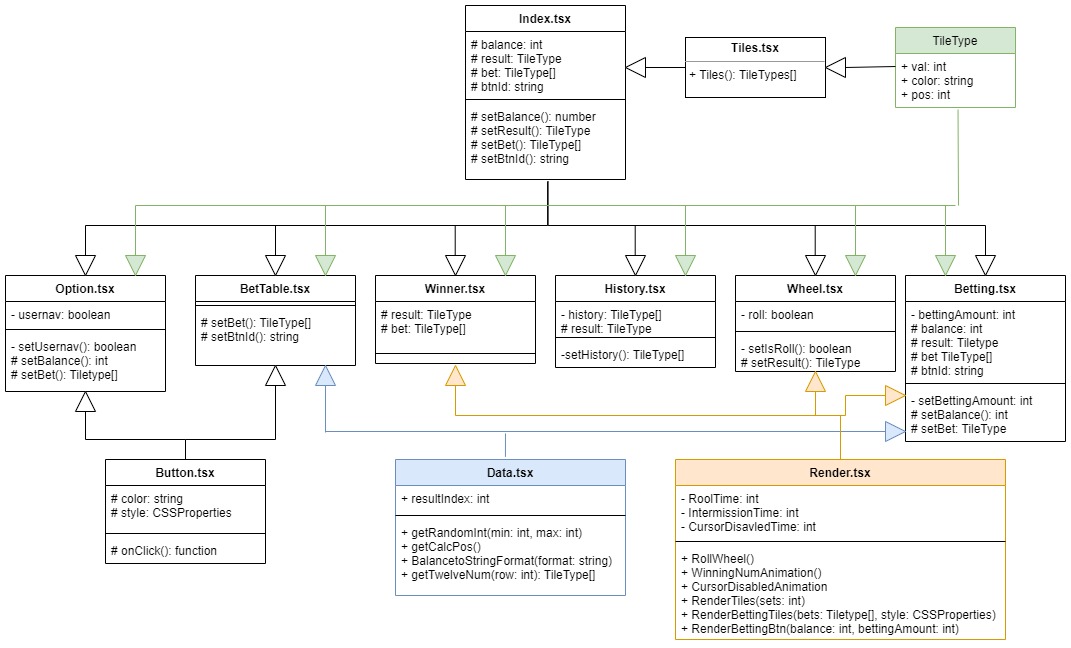 Index.tsx
# balance: int
# result: TileType
# bet: TileType[]
# btnId: string
# setBalance(): number
# setResult(): TileType
# setBet(): TileType[]
# setBtnId(): string
Tiles.tsx
+ Tiles(): TileTypes[]
TileType
+ val: int
+ color: string
+ pos: int
Option.tsx
- usernav: boolean
- setUsernav(): boolean
# setBalance(): int
# setBet(): Tiletype[]
BetTable.tsx
# setBet(): TileType[]
# setBtnId(): string
Winner.tsx
# result: TileType
# bet: TileType[]
History.tsx
- history: TileType[]
# result: TileType
-setHistory(): TileType[]
Wheel.tsx
- roll: boolean
- setIsRoll(): boolean
# setResult(): TileType
Betting.tsx
- bettingAmount: int
# balance: int
# result: Tiletype
# bet TileType[]
# btnId: string
- setBettingAmount: int
# setBalance(): int
# setBet: TileType
Button.tsx
# color: string
# style: CSSProperties
# onClick(): function
Data.tsx
+ resultIndex: int
+ getRandomInt(min: int, max: int)
+ getCalcPos()
+ BalancetoStringFormat(format: string)
+ getTwelveNum(row: int): TileType[]
Render.tsx
- RoolTime: int
- IntermissionTime: int
- CursorDisavledTime: int
+ RollWheel()
+ WinningNumAnimation()
+ CursorDisabledAnimation
+ RenderTiles(sets: int)
+ RenderBettingTiles(bets: Tiletype[], style: CSSProperties)
+ RenderBettingBtn(balance: int, bettingAmount: int)